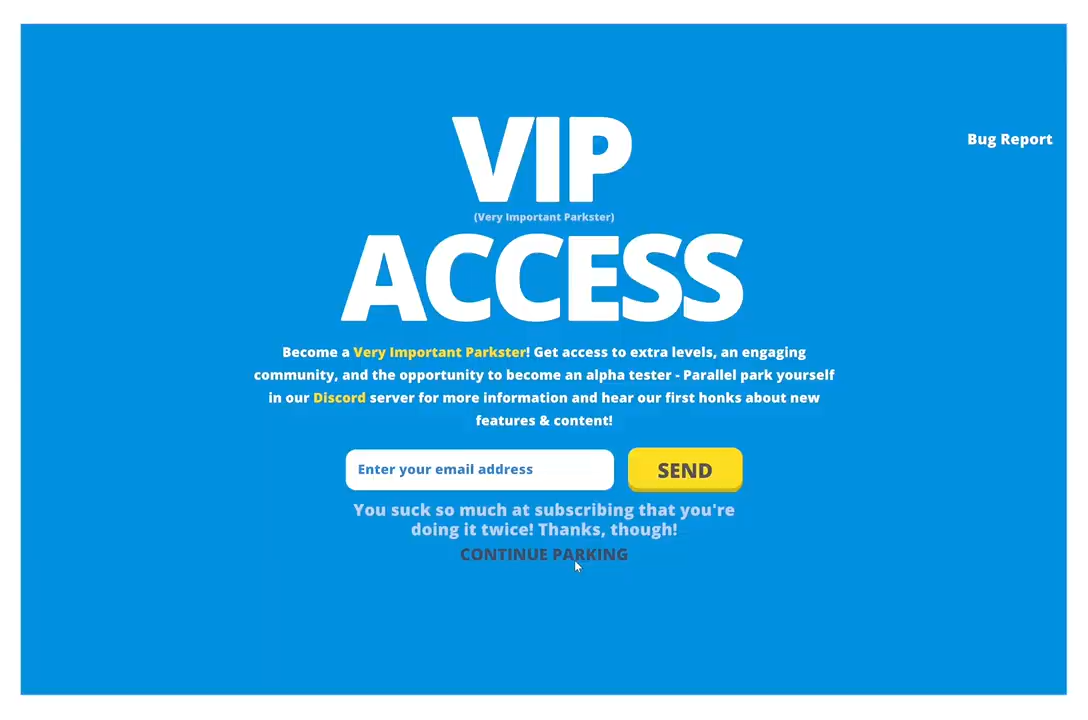 VIP
Bug Report
(Very Important Parkster)
ACCESS
Become a Very Important Parkster! Get access to extra levels, an engaging
community, and the opportunity to become an alpha tester - Parallel park yourself
in our Discord server for more information and hear our first honks about new
features & content!
Enter your email address
SEND
You suck so much at subscribing that you're
doing it twice! Thanks, though!
CONTINUE PARKING